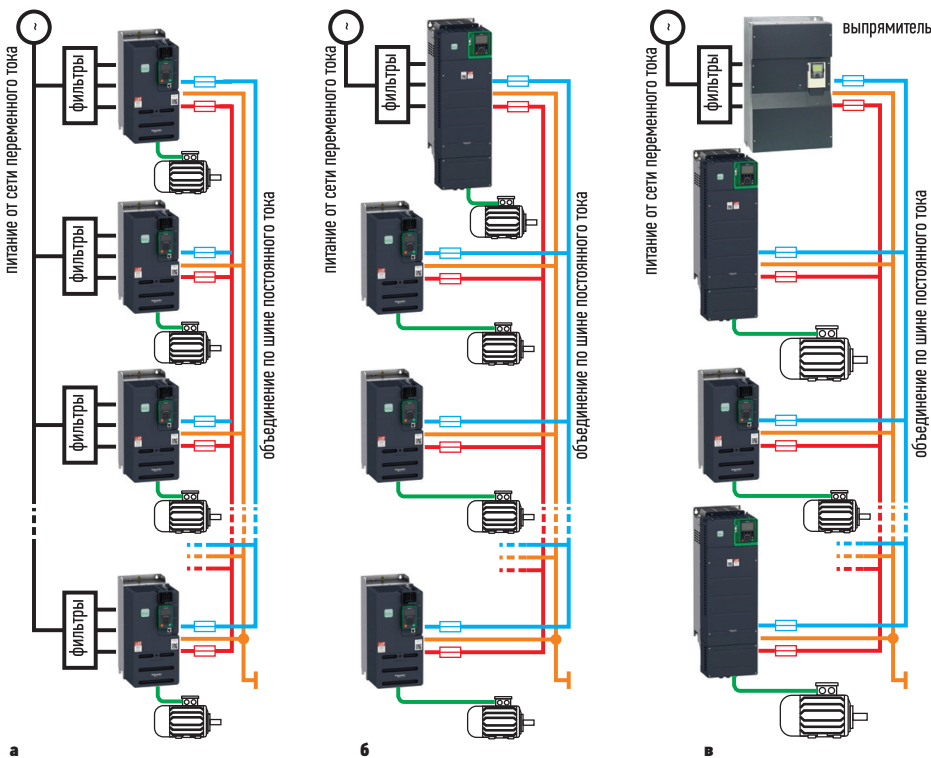 ~
питание от сети переменного тока
фильтры
фильтры
фильтры
фильтры
объединение по шине постоянного тока
а
~
питание от сети переменного тока
фильтры
объединение по шине постоянного тока
б
~
питание от сети переменного тока
фильтры
выпрямитель
объединение по шине постоянного тока
в